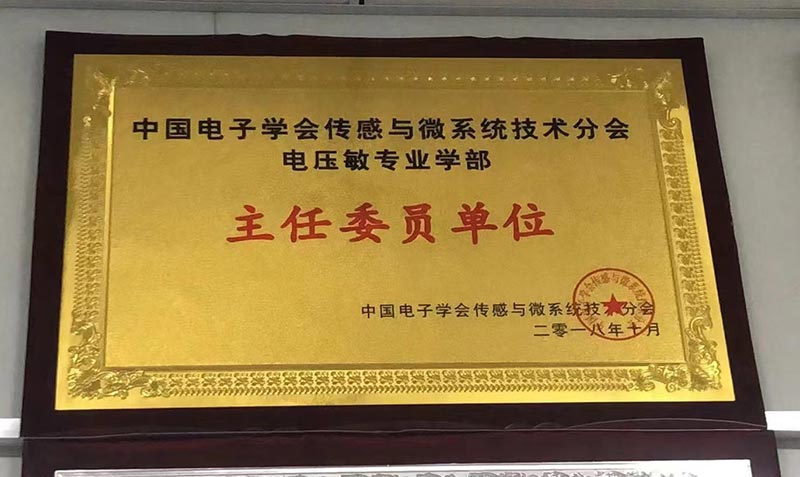 中国电子学会传感与微系统技术分会
电压敏专业学部
主任委员单位
中国电子学会传感与微系统技术分会
二零一八年十月